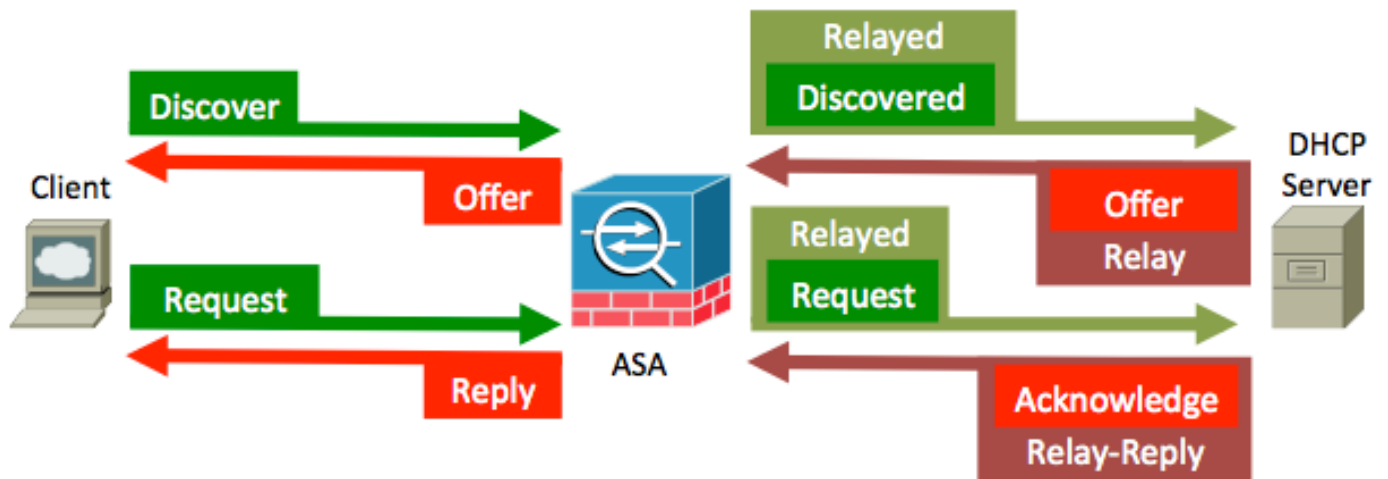 Relayed
Discover
Discovered
Client
Offer
DHCP
Server
Offer
Relay
Relayed
Request
Request
ASA
Reply
Acknowledge
Relay-Reply